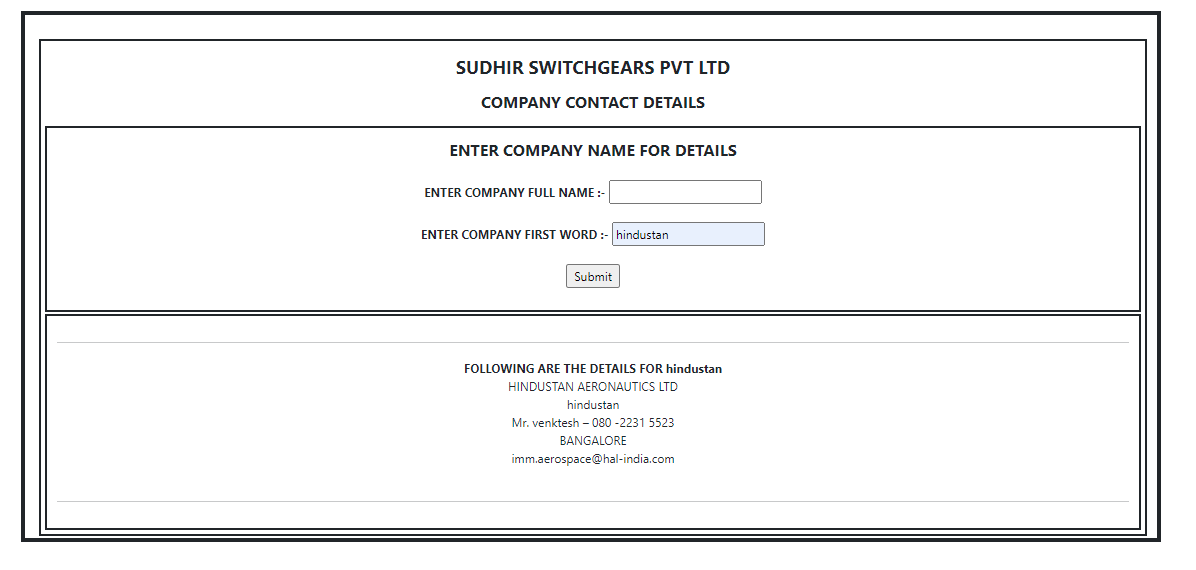 SUDHIR SWITCHGEARS PVT LTD
COMPANY CONTACT DETAILS
ENTER COMPANY NAME FOR DETAILS
ENTER COMPANY FULL NAME :-
ENTER COMPANY FIRST WORD :- hindustan
Submit
FOLLOWING ARE THE DETAILS FOR hindustan
HINDUSTAN AERONAUTICS LTD
hindustan
Mr. venktesh – 080 -2231 5523
BANGALORE
imm.aerospace@hal-india.com